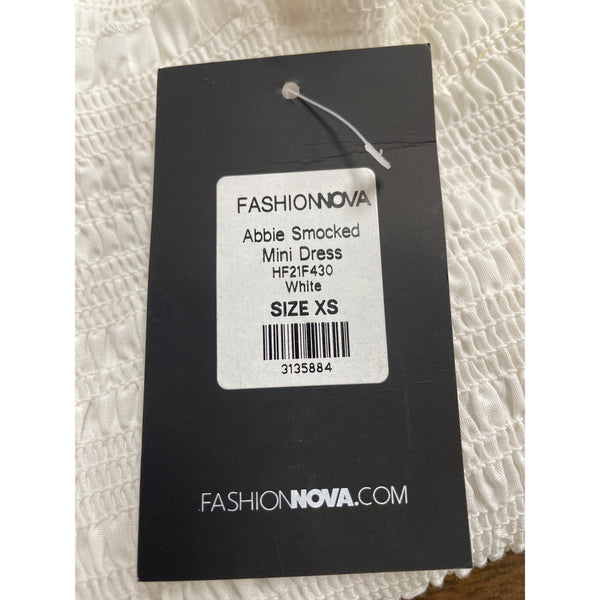 FASHIONNOVA
Abbie Smocked
Mini Dress
HF21F430
White
SIZE XS
3135884
FASHIONNOVA.COM